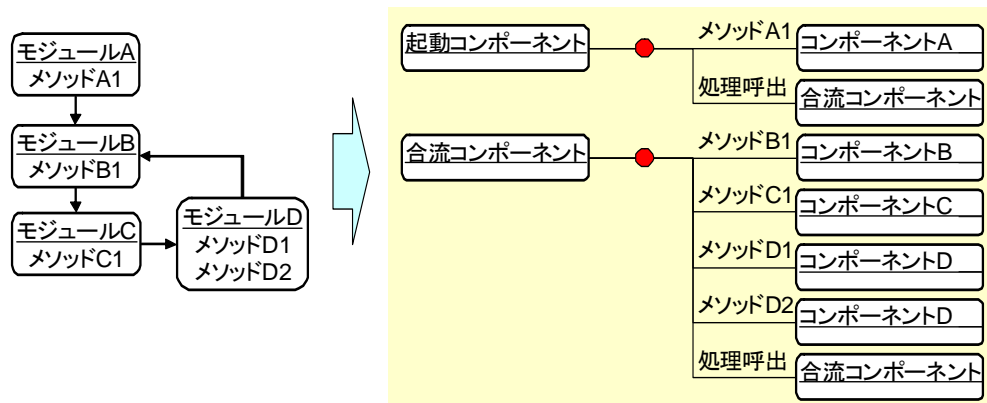 モジュールA
メソッドA1
モジュールB
メソッドB1
モジュールC
メソッドC1
モジュールD
メソッドD1
メソッドD2
起動コンポーネント
メソッドA1
コンポーネントA
処理呼出
合流コンポーネント
合流コンポーネント
メソッドB1
コンポーネントB
メソッドC1
コンポーネントC
メソッドD1
コンポーネントD
メソッドD2
コンポーネントD
処理呼出
合流コンポーネント